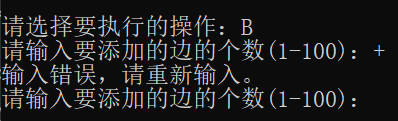 请选择要执行的操作: B
请输入要添加的边的个数(1-100): +
输入错误，请重新输入。
请输入要添加的边的个数(1-100):